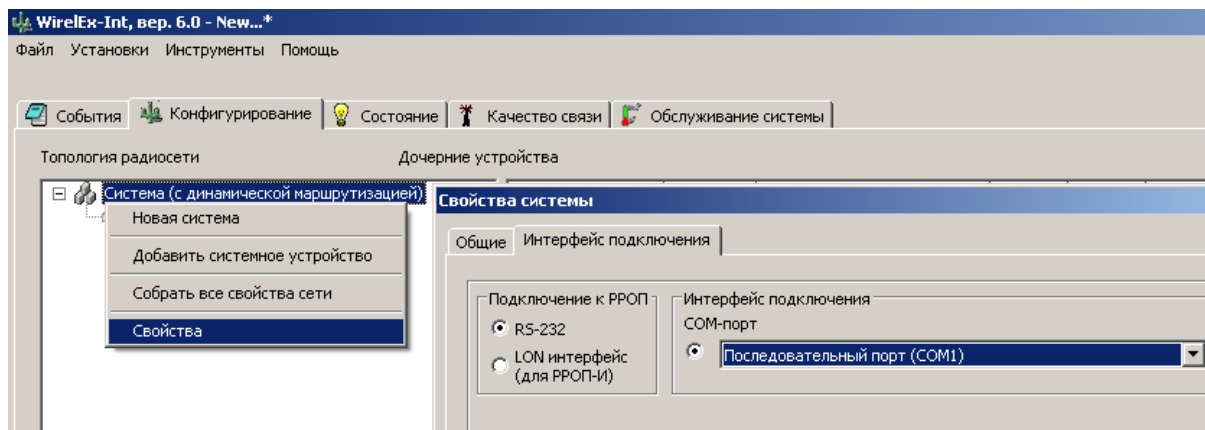 WirelEx-Int, вер. 6.0 - New...*
Файл Установки Инструменты Помощь
События Конфигурирование Состояние Качество связи Обслуживание системы
Топология радиосети Дочерние устройства
Система (с динамической маршрутизацией)
Новая система
Добавить системное устройство
Собрать все свойства сети
Свойства
Свойства системы
Общие Интерфейс подключения
Подключение к РРОП
RS-232
LON интерфейс
(для РРОП-И)
Интерфейс подключения
COM-порт
Последовательный порт (COM1)